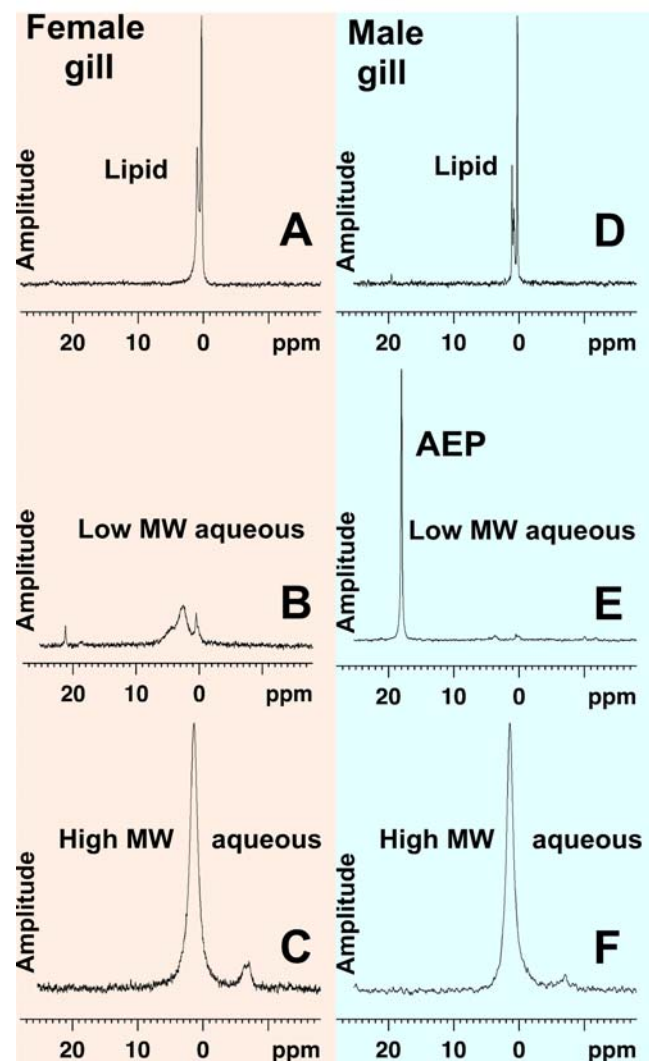 Female
gill
Amplitude
Lipid
A
20 10 0 ppm
Male
gill
Amplitude
Lipid
D
20 10 0 ppm
Amplitude
Low MW aqueous
B
20 10 0 ppm
Amplitude
AEP
Low MW aqueous
E
20 10 0 ppm
Amplitude
High MW aqueous
C
20 10 0 ppm
Amplitude
High MW aqueous
F
20 10 0 ppm